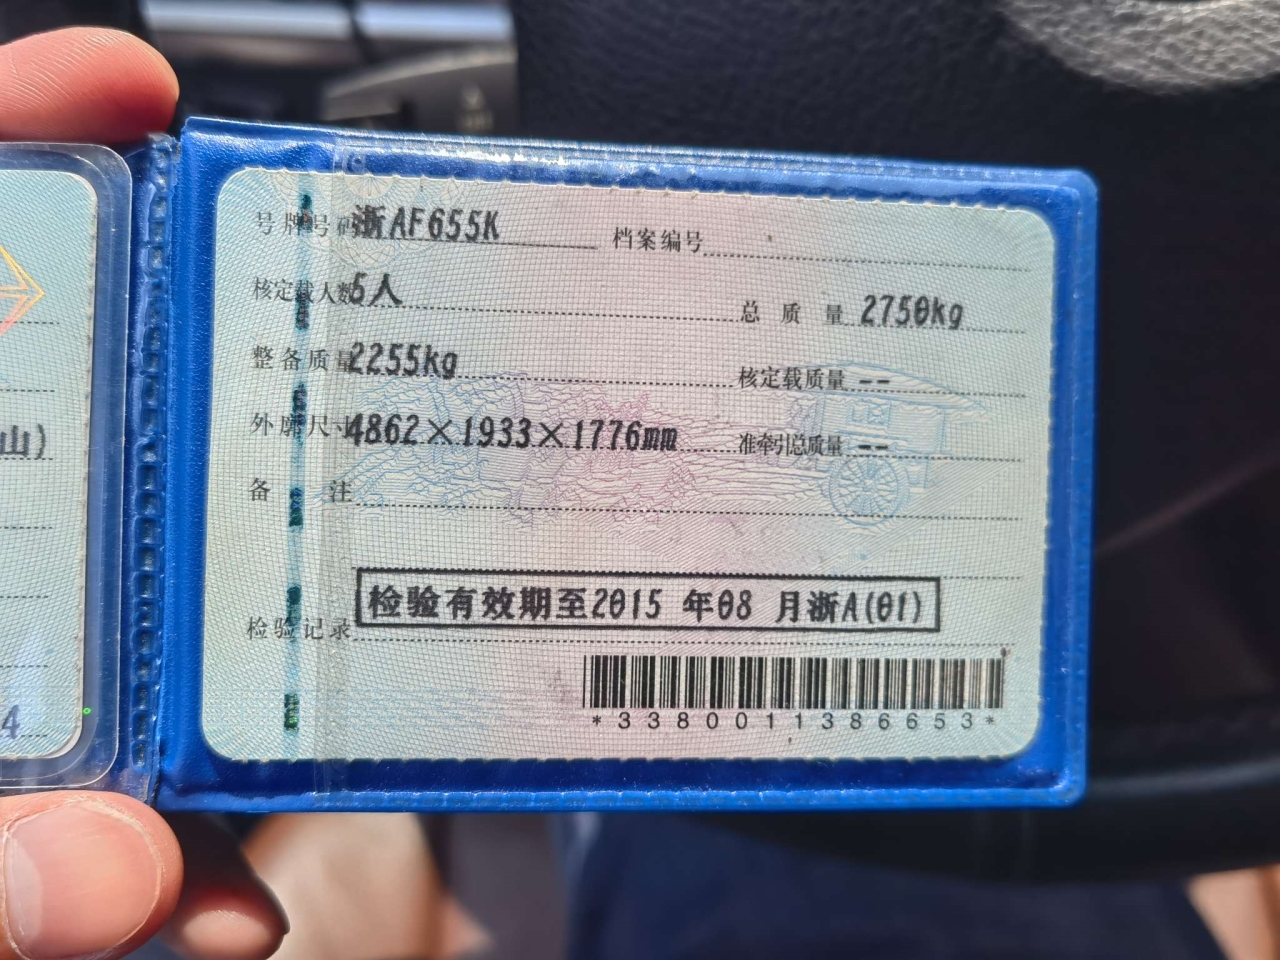 山)
4
号牌号码 浙AF655K 档案编号
核定载人数 5人 总质量 2750kg
整备质量 2255kg 核定载质量 --
外廓尺寸 4862×1933×1776mm 准牵引总质量 --
备注
检验有效期至2015 年08 月浙A(01)
检验记录
*3380011386653*